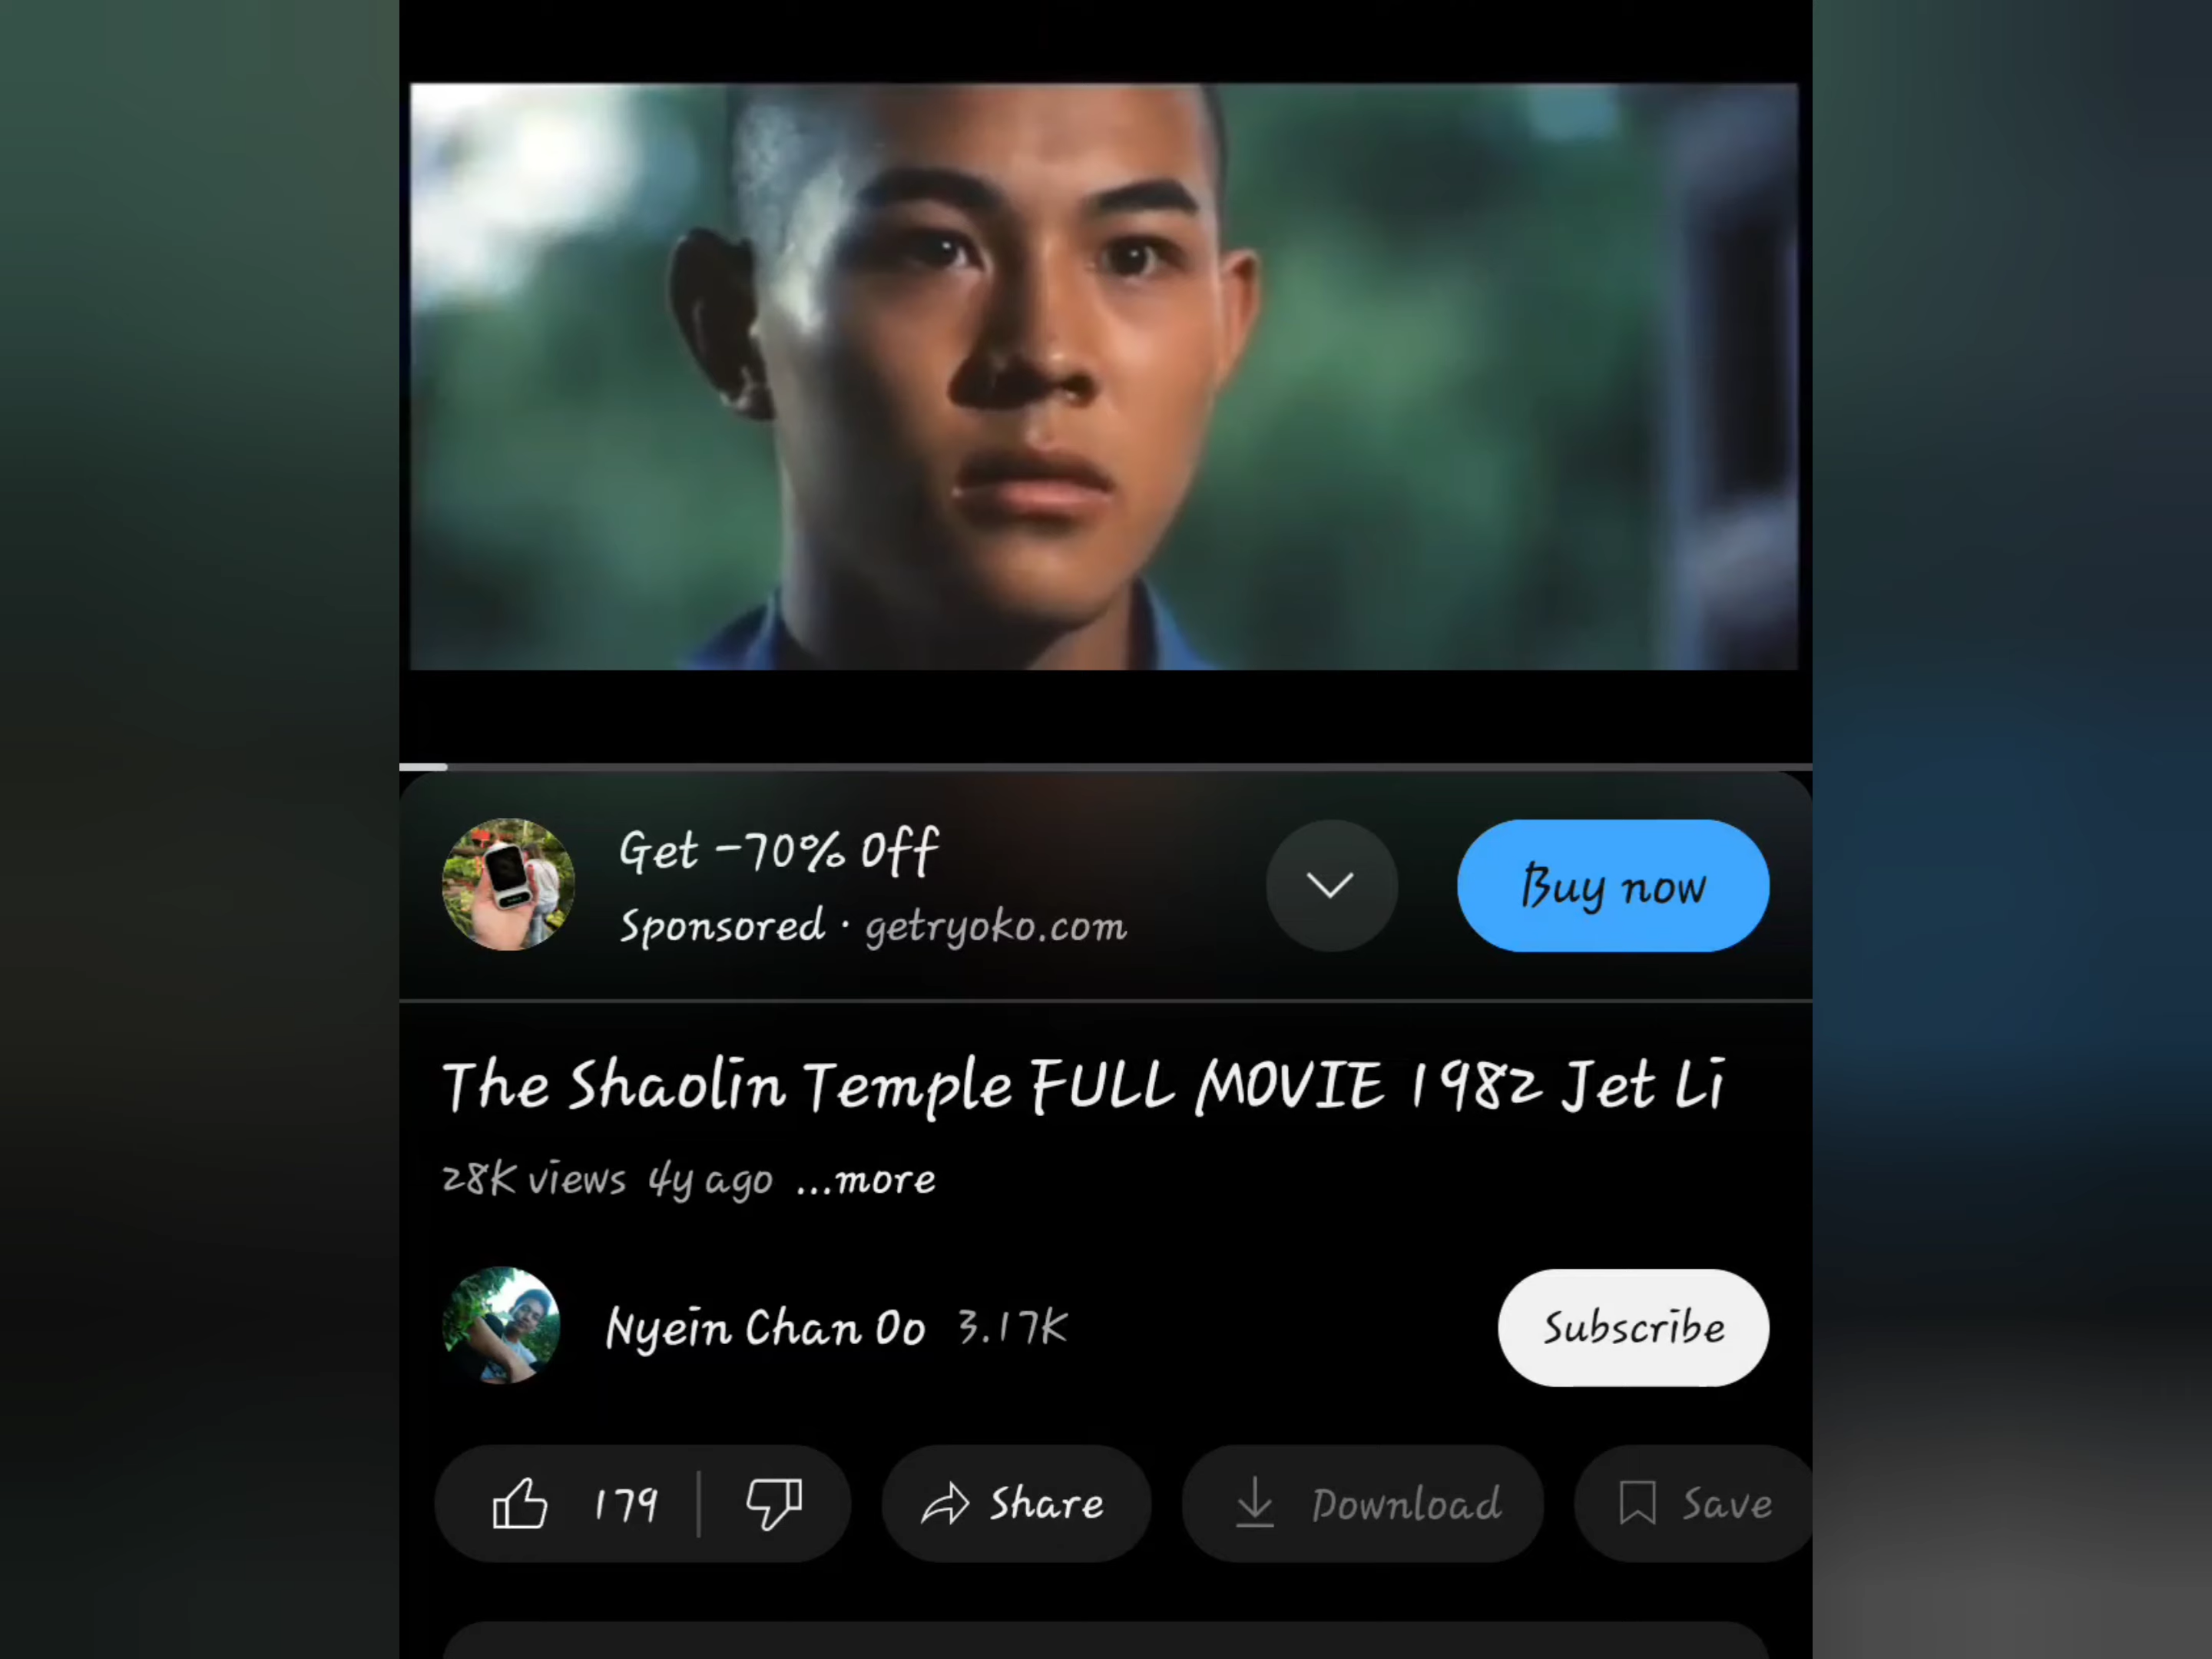 Get -70% Off
Sponsored · getryoko.com
Buy now
The Shaolin Temple FULL MOVIE 1982 Jet Li
28K views 4y ago ...more
Nyein Chan Oo 3.17K
Subscribe
179
Share
Download
Save